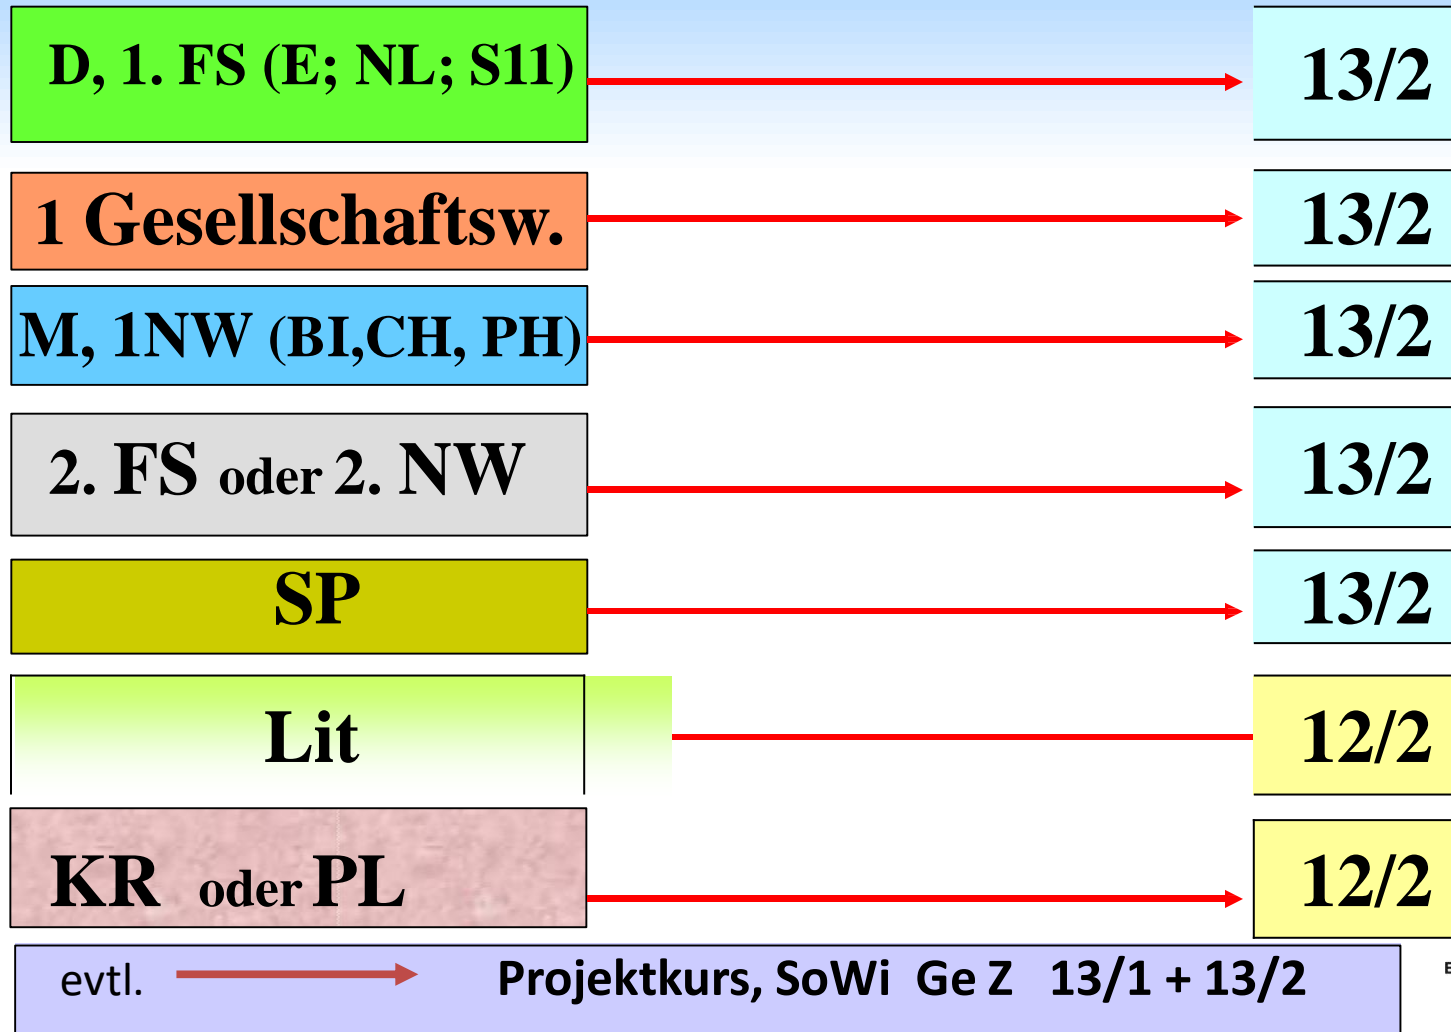 D, 1. FS (E; NL; S11) 13/2
1 Gesellschaftsw. 13/2
M, 1NW (BI,CH, PH) 13/2
2. FS oder 2. NW 13/2
SP 13/2
Lit 12/2
KR oder PL 12/2
evtl. Projektkurs, SoWi Ge Z 13/1 + 13/2